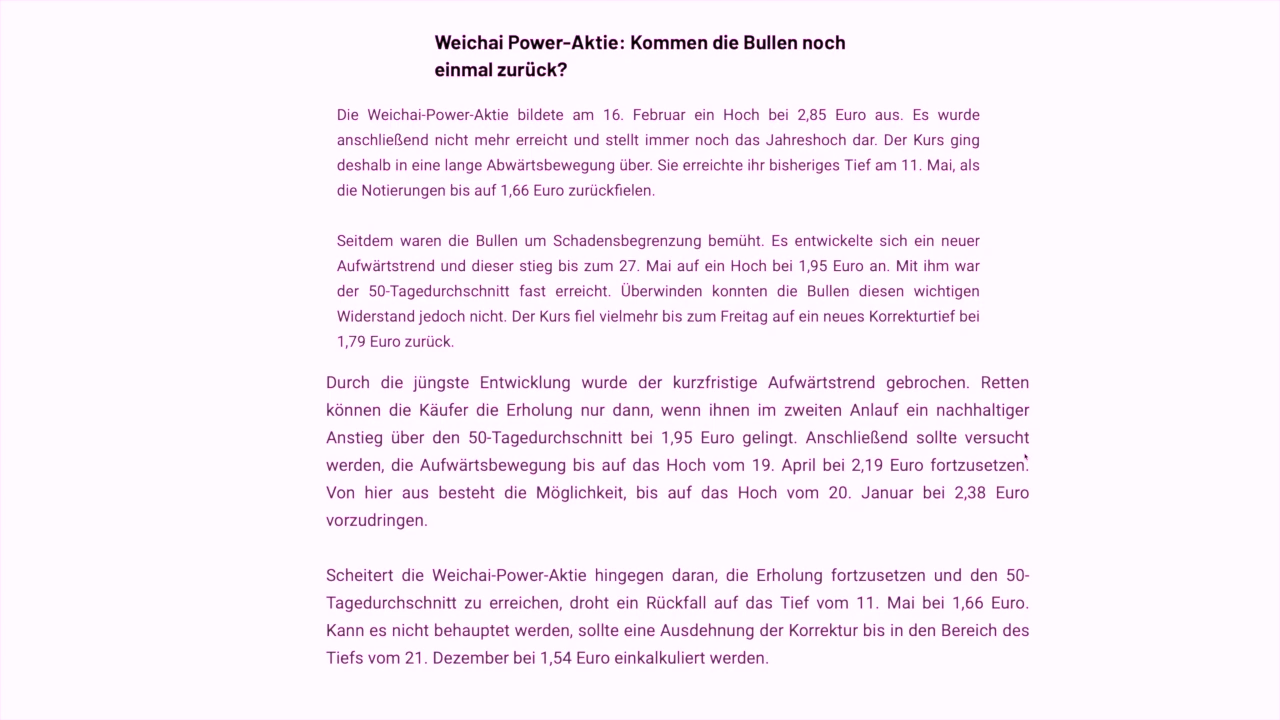 Weichai Power-Aktie: Kommen die Bullen noch
einmal zurück?
Die Weichai-Power-Aktie bildete am 16. Februar ein Hoch bei 2,85 Euro aus. Es wurde
anschließend nicht mehr erreicht und stellt immer noch das Jahreshoch dar. Der Kurs ging
deshalb in eine lange Abwärtsbewegung über. Sie erreichte ihr bisheriges Tief am 11. Mai, als
die Notierungen bis auf 1,66 Euro zurückfielen.
Seitdem waren die Bullen um Schadensbegrenzung bemüht. Es entwickelte sich ein neuer
Aufwärtstrend und dieser stieg bis zum 27. Mai auf ein Hoch bei 1,95 Euro an. Mit ihm war
der 50-Tagedurchschnitt fast erreicht. Überwinden konnten die Bullen diesen wichtigen
Widerstand jedoch nicht. Der Kurs fiel vielmehr bis zum Freitag auf ein neues Korrekturtief bei
1,79 Euro zurück.
Durch die jüngste Entwicklung wurde der kurzfristige Aufwärtstrend gebrochen. Retten
können die Käufer die Erholung nur dann, wenn ihnen im zweiten Anlauf ein nachhaltiger
Anstieg über den 50-Tagedurchschnitt bei 1,95 Euro gelingt. Anschließend sollte versucht
werden, die Aufwärtsbewegung bis auf das Hoch vom 19. April bei 2,19 Euro fortzusetzen.
Von hier aus besteht die Möglichkeit, bis auf das Hoch vom 20. Januar bei 2,38 Euro
vorzudringen.
Scheitert die Weichai-Power-Aktie hingegen daran, die Erholung fortzusetzen und den 50-
Tagedurchschnitt zu erreichen, droht ein Rückfall auf das Tief vom 11. Mai bei 1,66 Euro.
Kann es nicht behauptet werden, sollte eine Ausdehnung der Korrektur bis in den Bereich des
Tiefs vom 21. Dezember bei 1,54 Euro einkalkuliert werden.